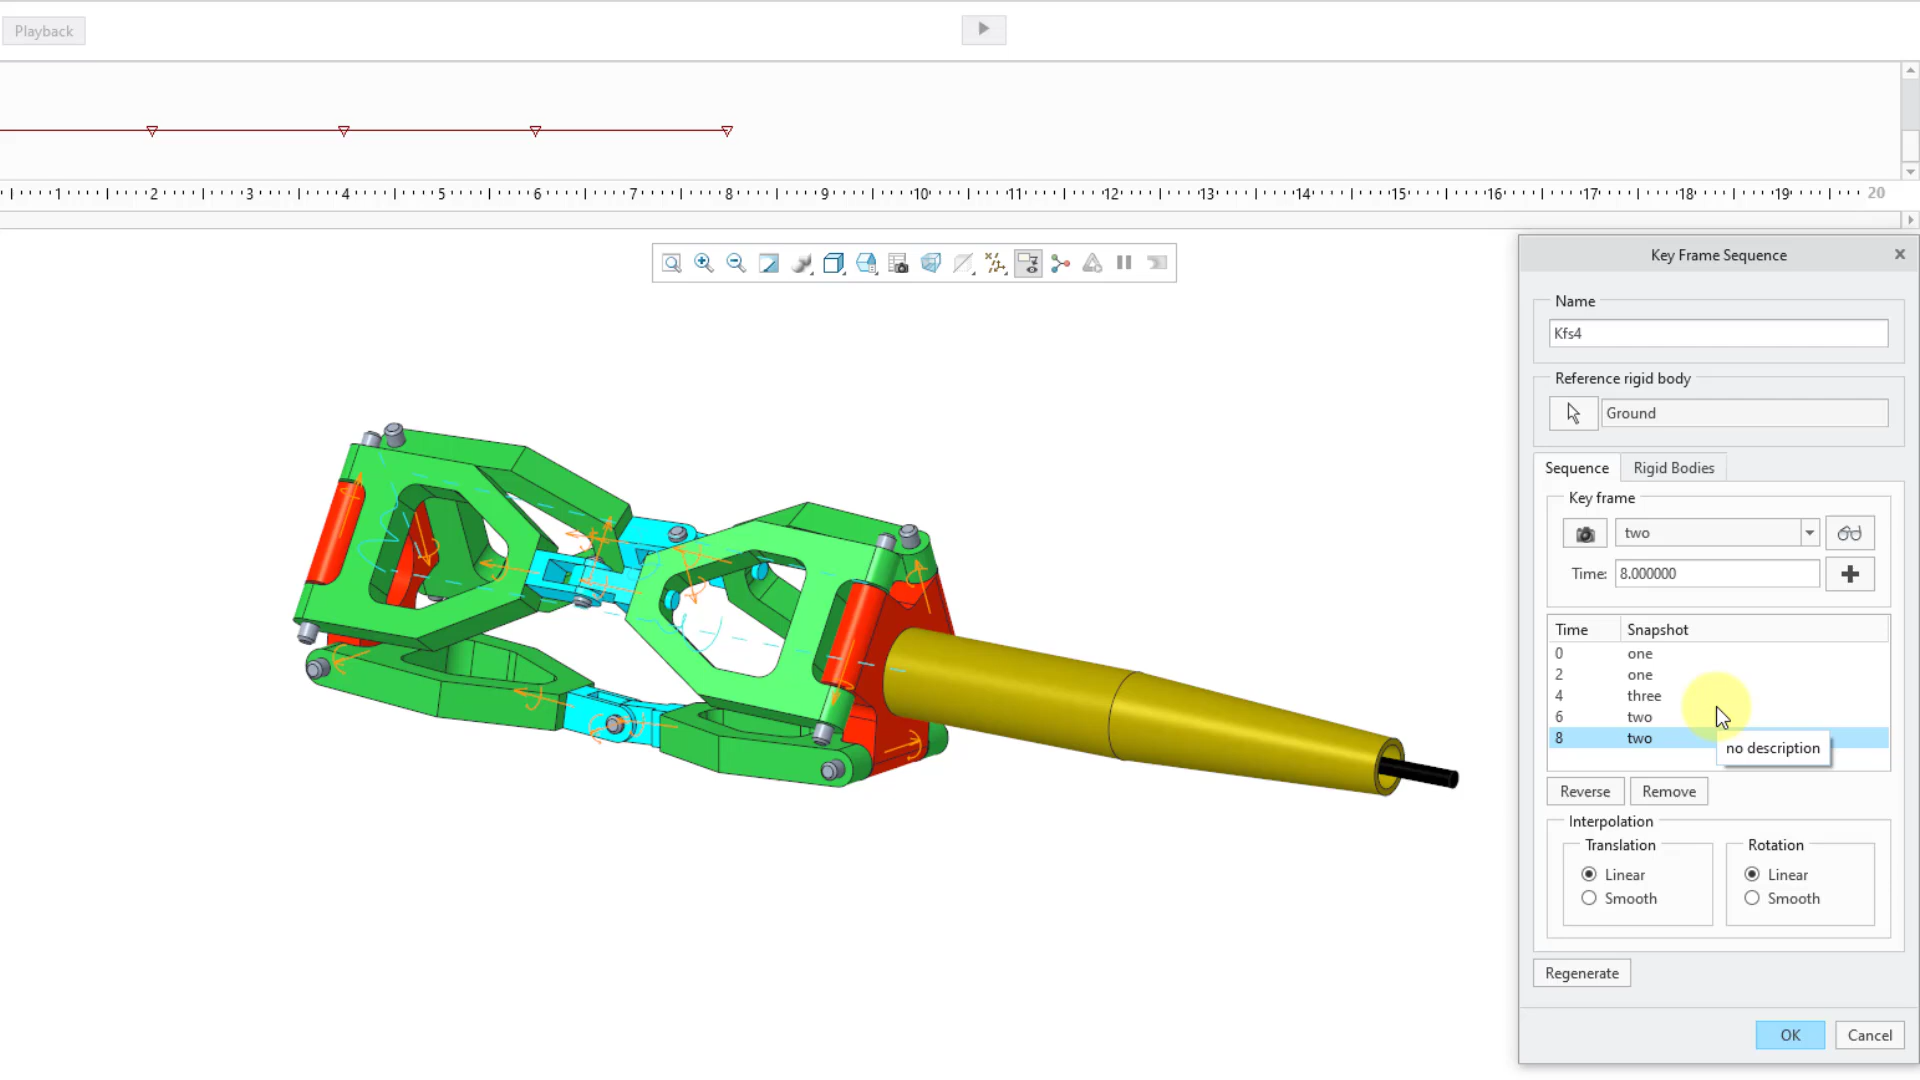 Playback
1 2 3 4 5 6 7 8 9 10 11 12 13 14 15 16 17 18 19 20
Key Frame Sequence
Name
Kfs4
Reference rigid body
Ground
Sequence Rigid Bodies
Key frame
two
Time: 8.000000
Time Snapshot
0 one
2 one
4 three
6 two
8 two
no description
Reverse Remove
Interpolation
Translation Rotation
Linear Linear
Smooth Smooth
Regenerate
OK Cancel